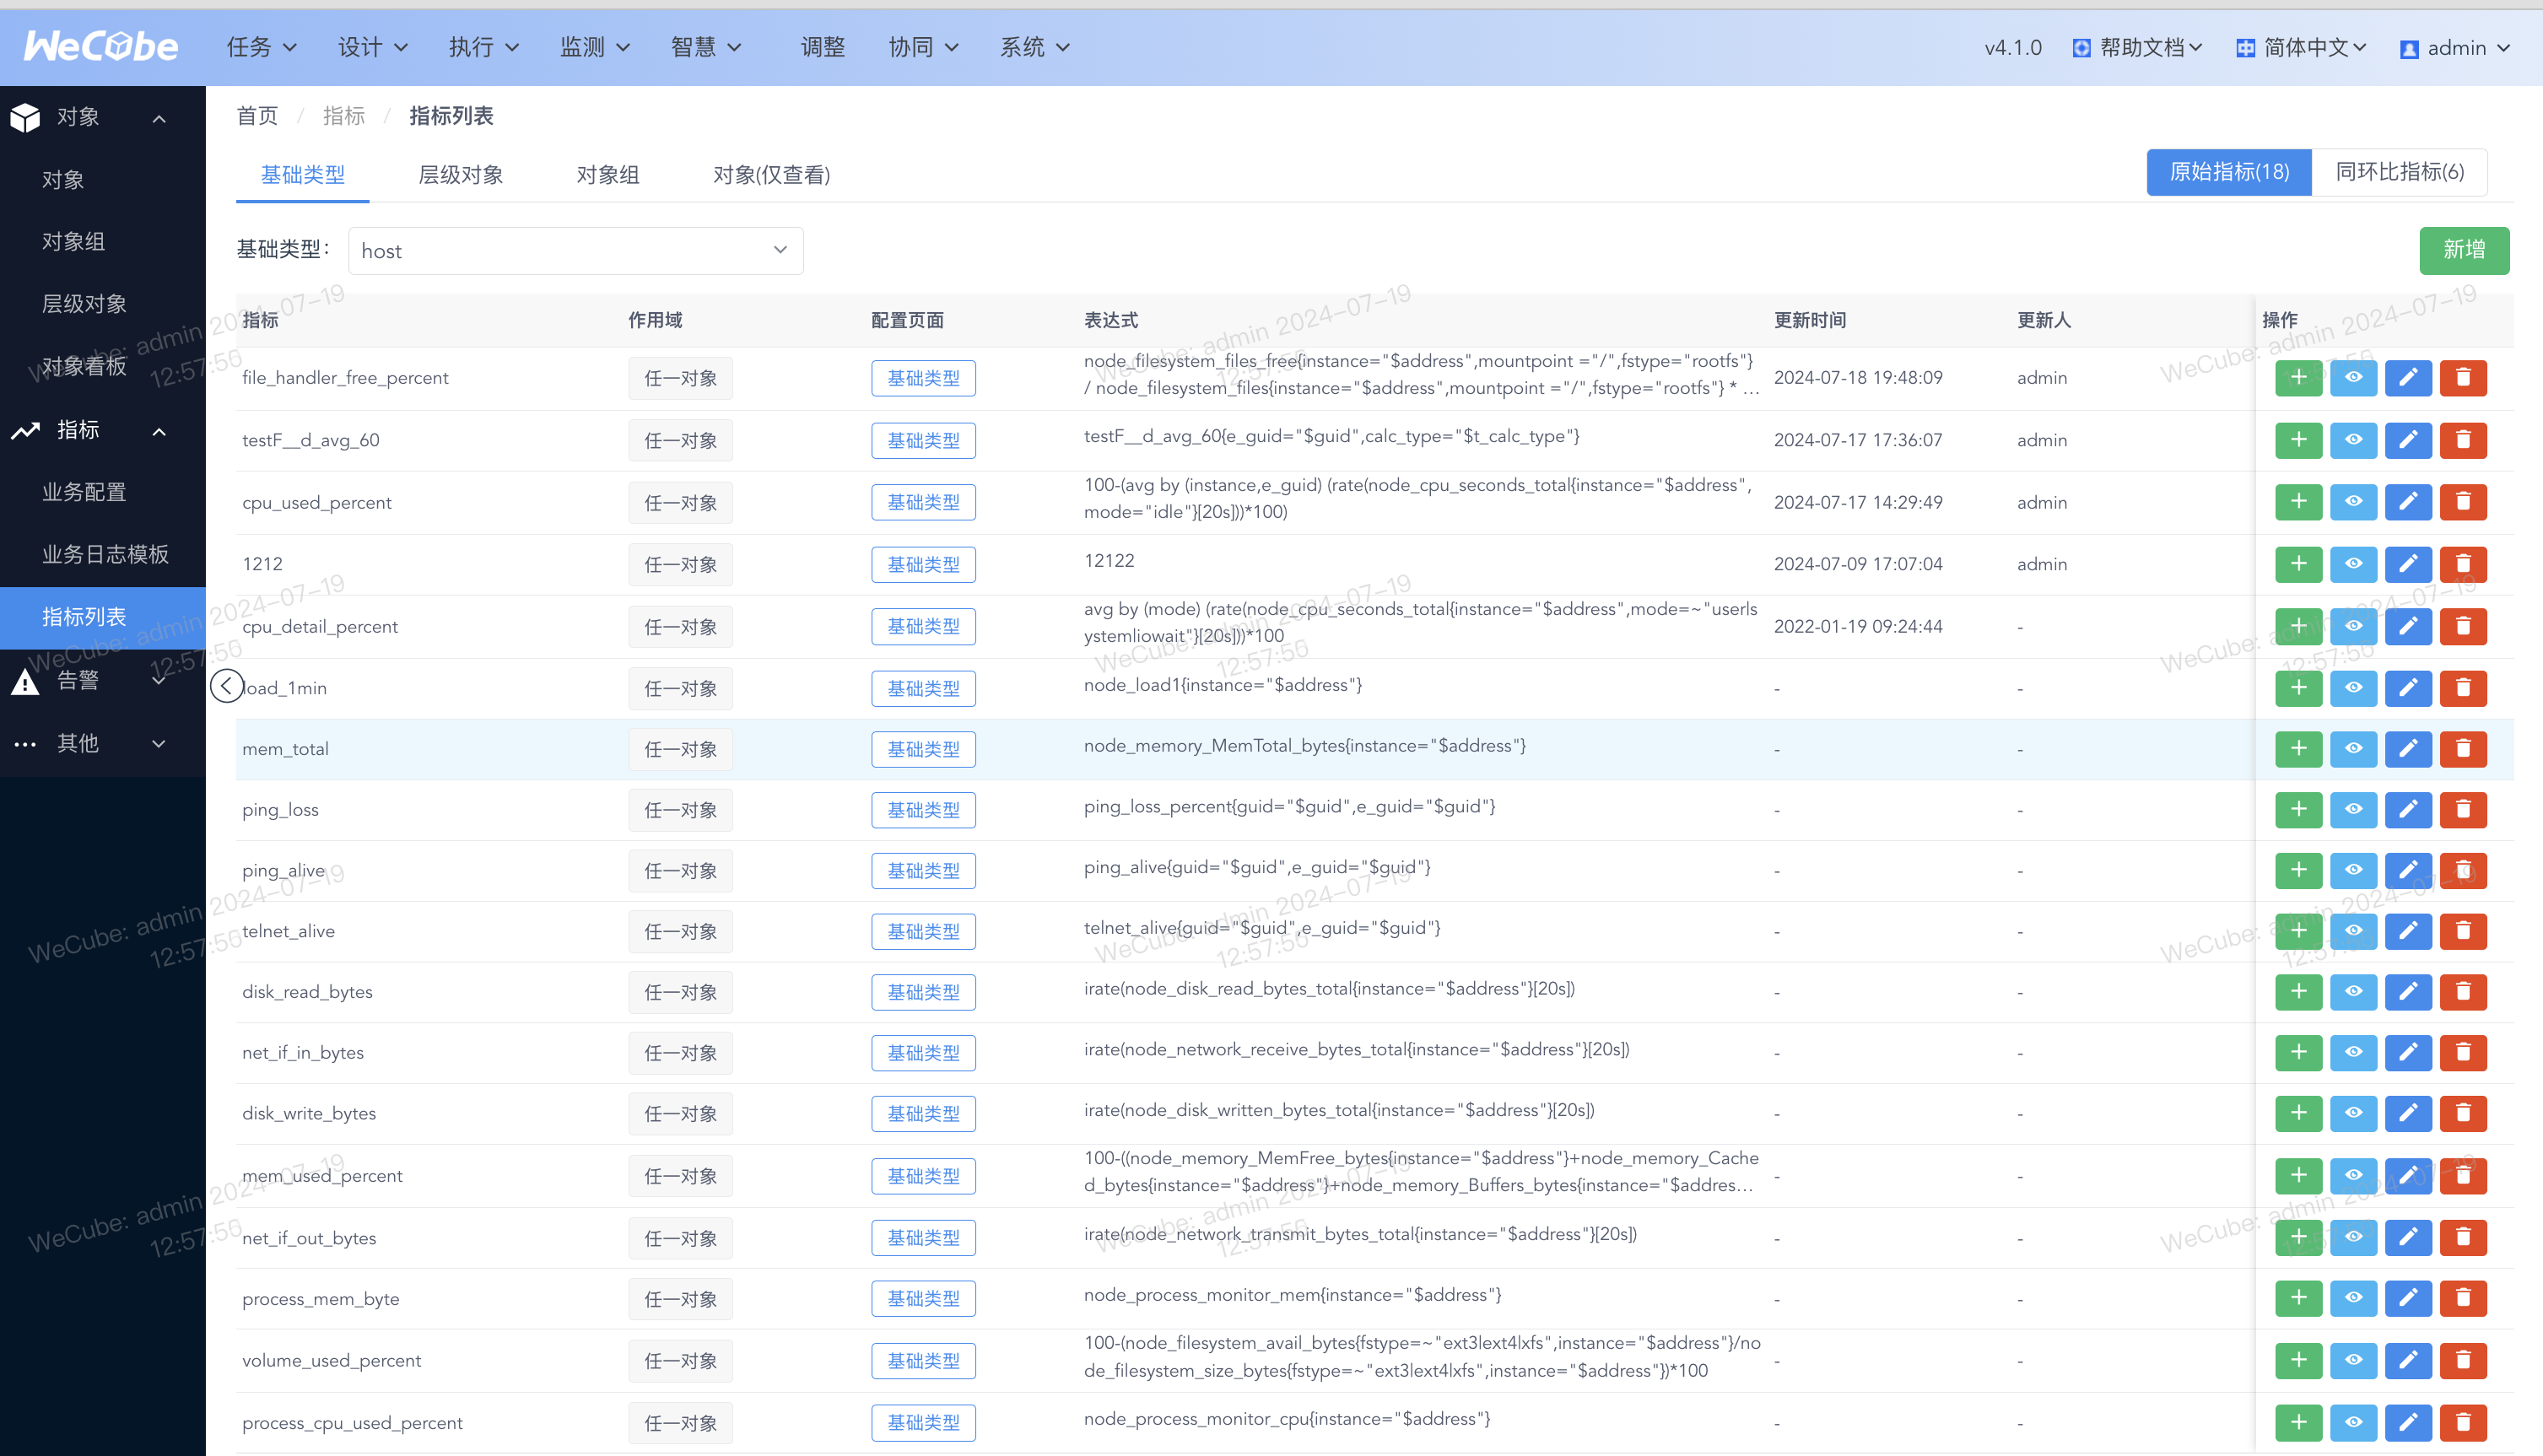 WeCube 任务 设计 执行 监测 智慧 调整 协同 系统 v4.1.0 帮助文档 简体中文 admin
对象
对象
对象组
层级对象
对象看板
指标
业务配置
业务日志模板
指标列表
告警
其他
首页 / 指标 / 指标列表
基础类型 层级对象 对象组 对象(仅查看) 原始指标(18) 同环比指标(6)
基础类型: host 新增
指标 作用域 配置页面 表达式 更新时间 更新人 操作
file_handler_free_percent 任一对象 基础类型 node_filesystem_files_free{instance="$address",mountpoint ="/",fstype="rootfs"} 2024-07-18 19:48:09 admin
/ node_filesystem_files{instance="$address",mountpoint ="/",fstype="rootfs"} * ...
testF__d_avg_60 任一对象 基础类型 testF__d_avg_60{e_guid="$guid",calc_type="$t_calc_type"} 2024-07-17 17:36:07 admin
cpu_used_percent 任一对象 基础类型 100-(avg by (instance,e_guid) (rate(node_cpu_seconds_total{instance="$address", 2024-07-17 14:29:49 admin
mode="idle"}[20s]))*100)
1212 任一对象 基础类型 12122 2024-07-09 17:07:04 admin
cpu_detail_percent 任一对象 基础类型 avg by (mode) (rate(node_cpu_seconds_total{instance="$address",mode=~"user|s 2022-01-19 09:24:44 -
ystem|iowait"}[20s]))*100
load_1min 任一对象 基础类型 node_load1{instance="$address"} - -
mem_total 任一对象 基础类型 node_memory_MemTotal_bytes{instance="$address"} - -
ping_loss 任一对象 基础类型 ping_loss_percent{guid="$guid",e_guid="$guid"} - -
ping_alive 任一对象 基础类型 ping_alive{guid="$guid",e_guid="$guid"} - -
telnet_alive 任一对象 基础类型 telnet_alive{guid="$guid",e_guid="$guid"} - -
disk_read_bytes 任一对象 基础类型 irate(node_disk_read_bytes_total{instance="$address"}[20s]) - -
net_if_in_bytes 任一对象 基础类型 irate(node_network_receive_bytes_total{instance="$address"}[20s]) - -
disk_write_bytes 任一对象 基础类型 irate(node_disk_written_bytes_total{instance="$address"}[20s]) - -
mem_used_percent 任一对象 基础类型 100-((node_memory_MemFree_bytes{instance="$address"}+node_memory_Cache - -
d_bytes{instance="$address"}+node_memory_Buffers_bytes{instance="$addres...
net_if_out_bytes 任一对象 基础类型 irate(node_network_transmit_bytes_total{instance="$address"}[20s]) - -
process_mem_byte 任一对象 基础类型 node_process_monitor_mem{instance="$address"} - -
volume_used_percent 任一对象 基础类型 100-(node_filesystem_avail_bytes{fstype=~"ext3|ext4|xfs",instance="$address"}/no - -
de_filesystem_size_bytes{fstype=~"ext3|ext4|xfs",instance="$address"})*100
process_cpu_used_percent 任一对象 基础类型 node_process_monitor_cpu{instance="$address"} - -
WeCube: admin 2024-07-19
12:57:56